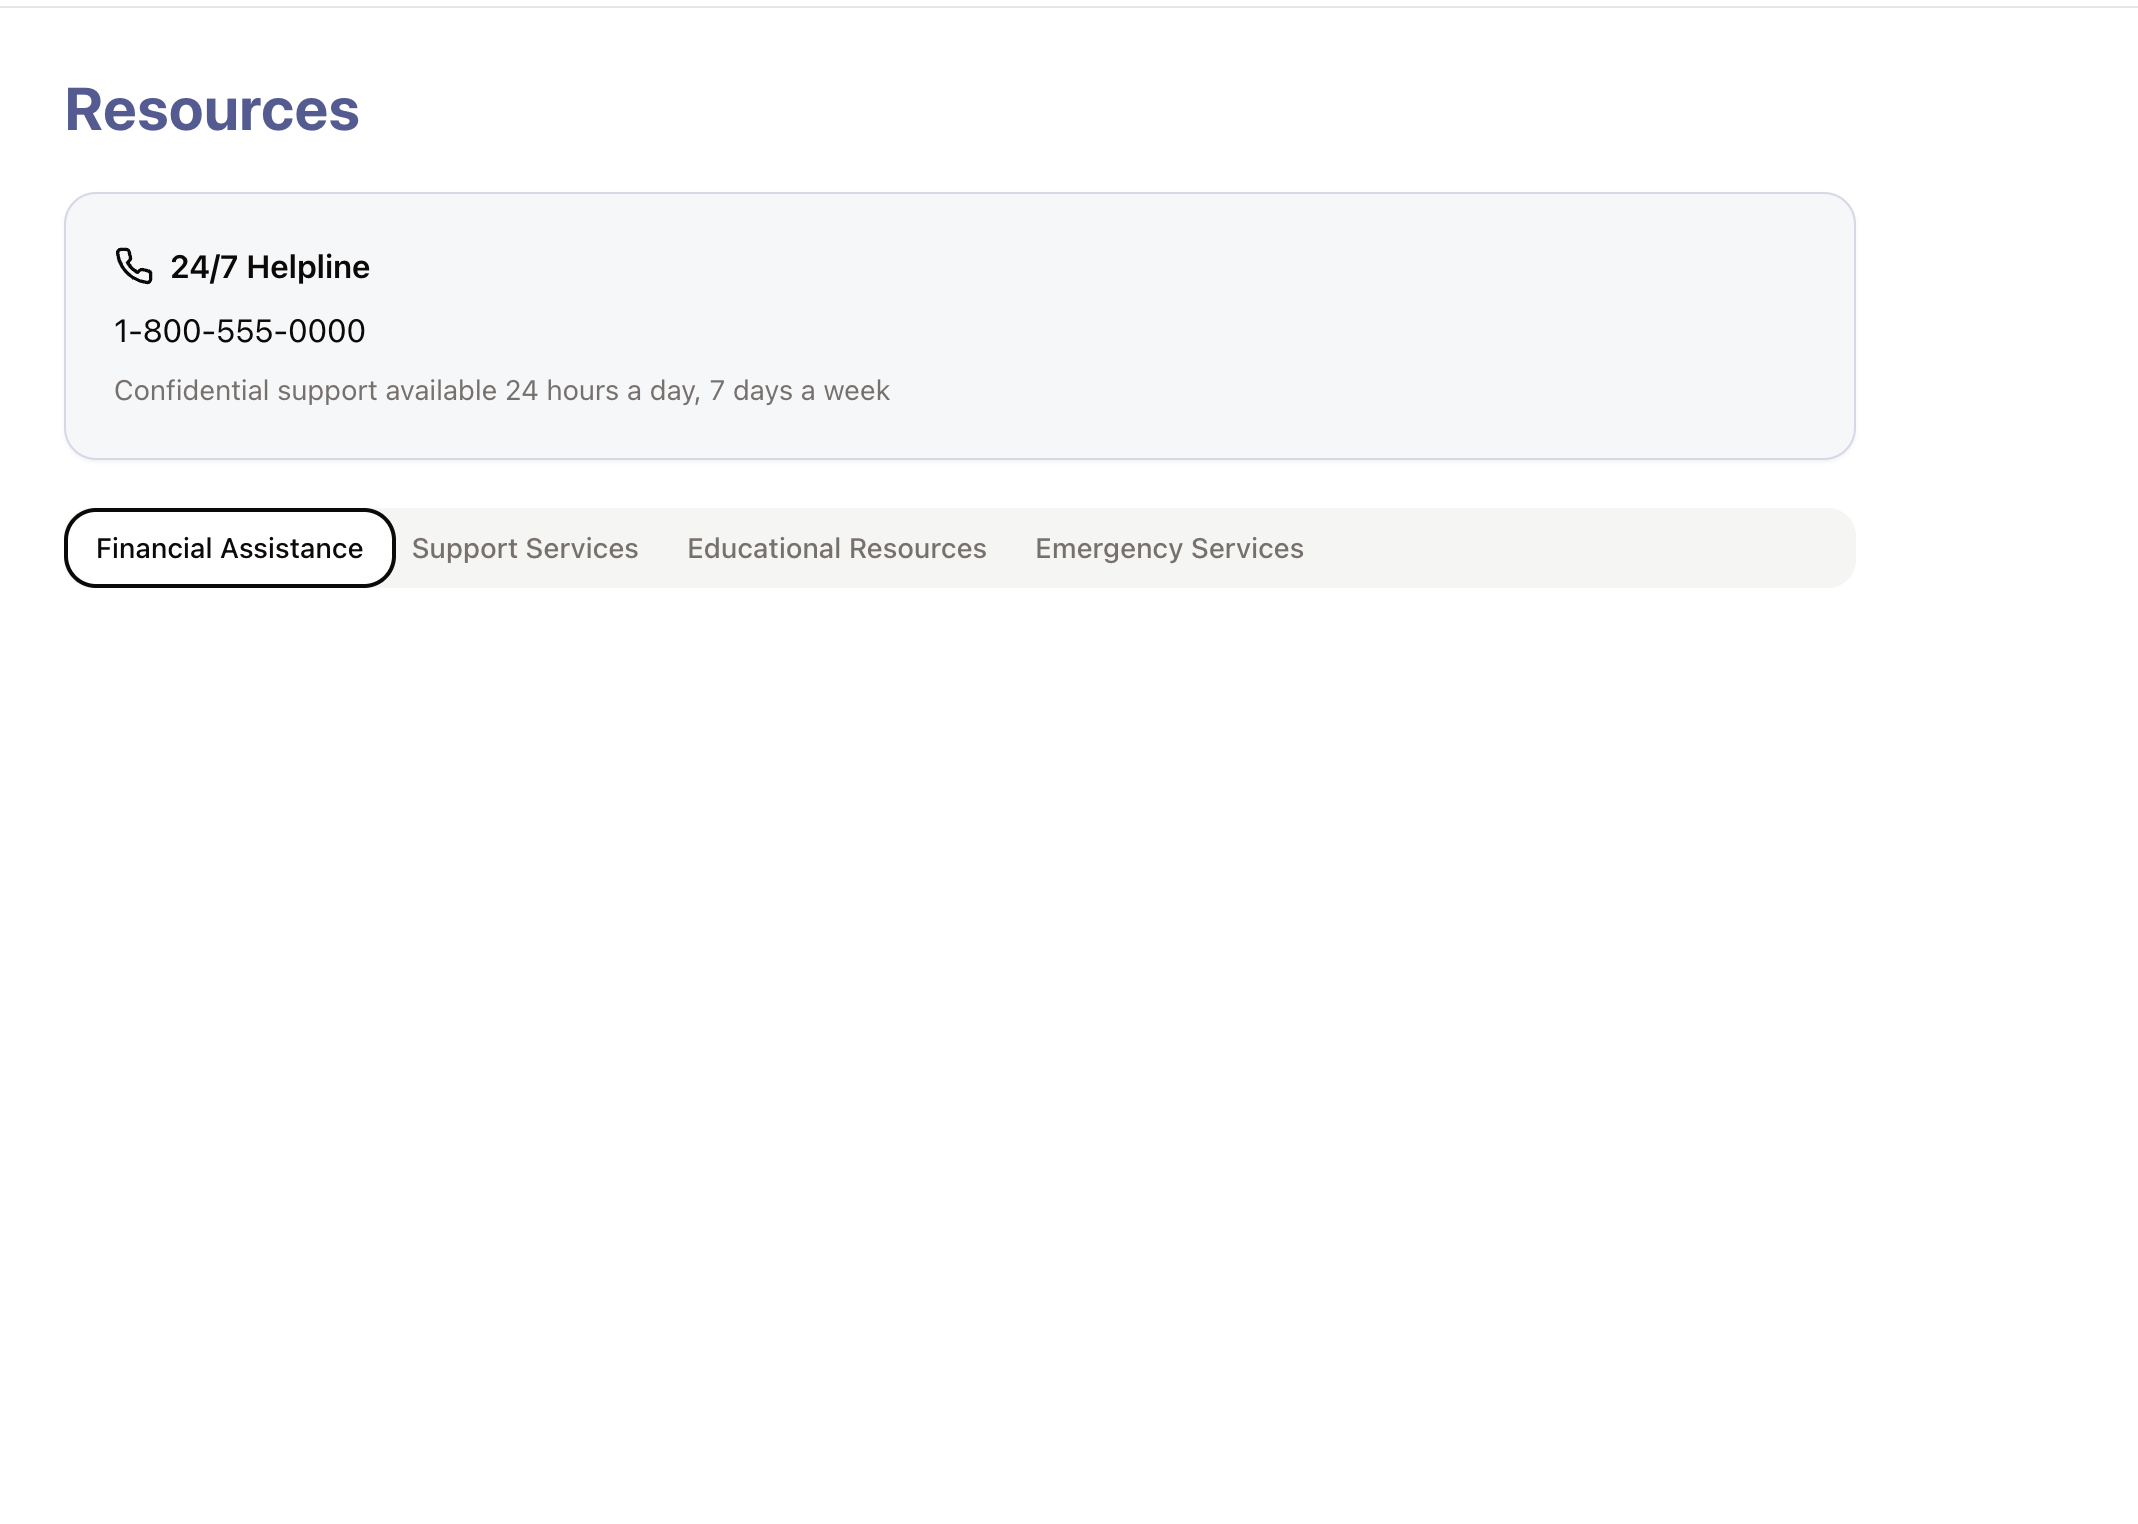 Resources
24/7 Helpline
1-800-555-0000
Confidential support available 24 hours a day, 7 days a week
Financial Assistance Support Services Educational Resources Emergency Services